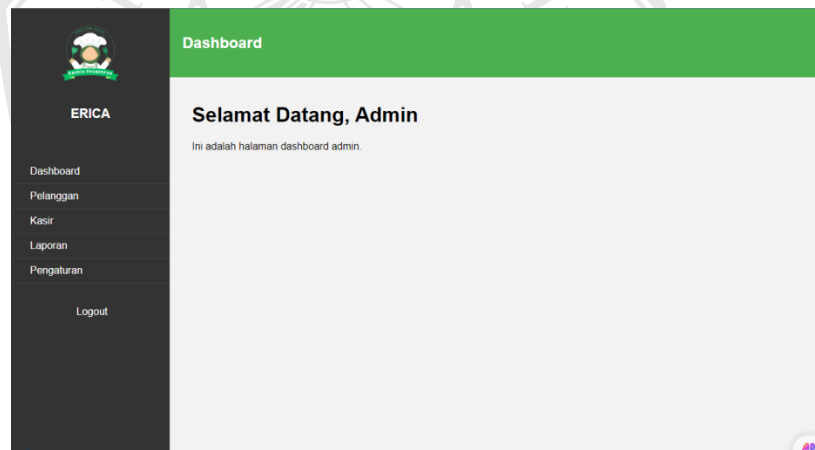 Dashboard
ERICA
Selamat Datang, Admin
Ini adalah halaman dashboard admin.
Dashboard
Pelanggan
Kasir
Laporan
Pengaturan
Logout